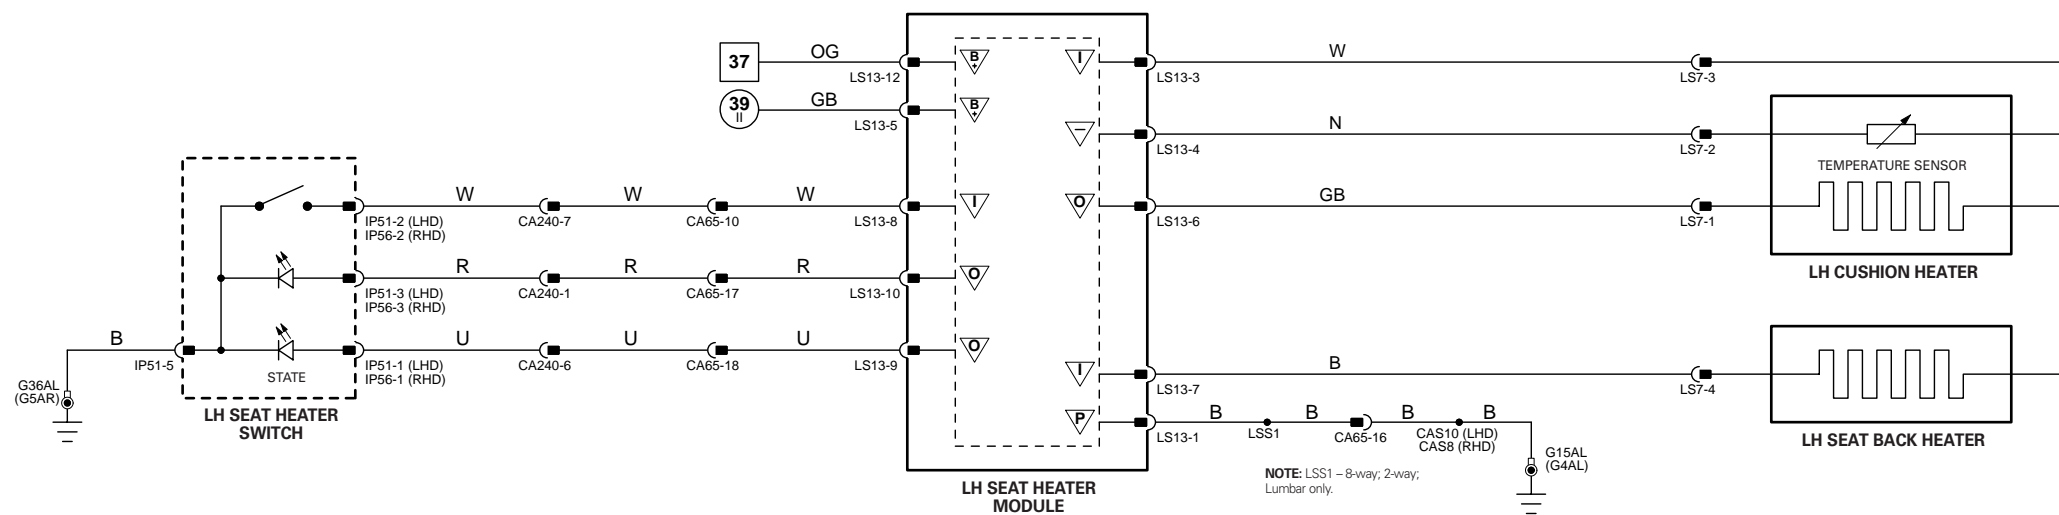 37
OG
LS13-12
B
+
39
II
GB
LS13-5
B
+
I
LS13-3
W
LS7-3
–
LS13-4
N
LS7-2
TEMPERATURE SENSOR
O
LS13-6
GB
LS7-1
LH CUSHION HEATER
W
W
W
IP51-2 (LHD)
IP56-2 (RHD)
CA240-7
CA65-10
LS13-8
I
R
R
R
IP51-3 (LHD)
IP56-3 (RHD)
CA240-1
CA65-17
LS13-10
O
B
IP51-5
U
U
U
IP51-1 (LHD)
IP56-1 (RHD)
CA240-6
CA65-18
LS13-9
O
STATE
G36AL
(G5AR)
LH SEAT HEATER
SWITCH
I
LS13-7
B
LS7-4
LH SEAT BACK HEATER
P
LS13-1
B
LSS1
B
CA65-16
B
CAS10 (LHD)
CAS8 (RHD)
B
G15AL
(G4AL)
NOTE: LSS1 – 8-way; 2-way;
Lumbar only.
LH SEAT HEATER
MODULE